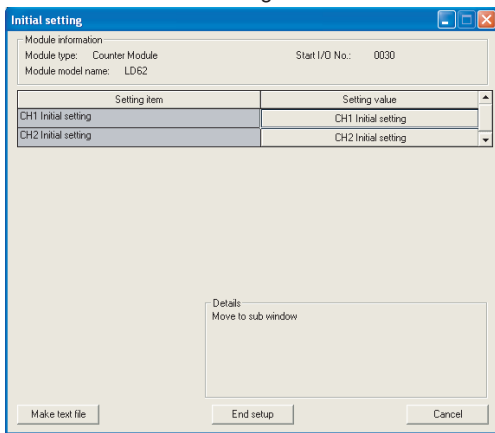 Initial setting
Module information
Module type: Counter Module Start I/O No.: 0030
Module model name: LD62
Setting item Setting value
CH1 Initial setting CH1 Initial setting
CH2 Initial setting CH2 Initial setting
Details
Move to sub window
Make text file End setup Cancel